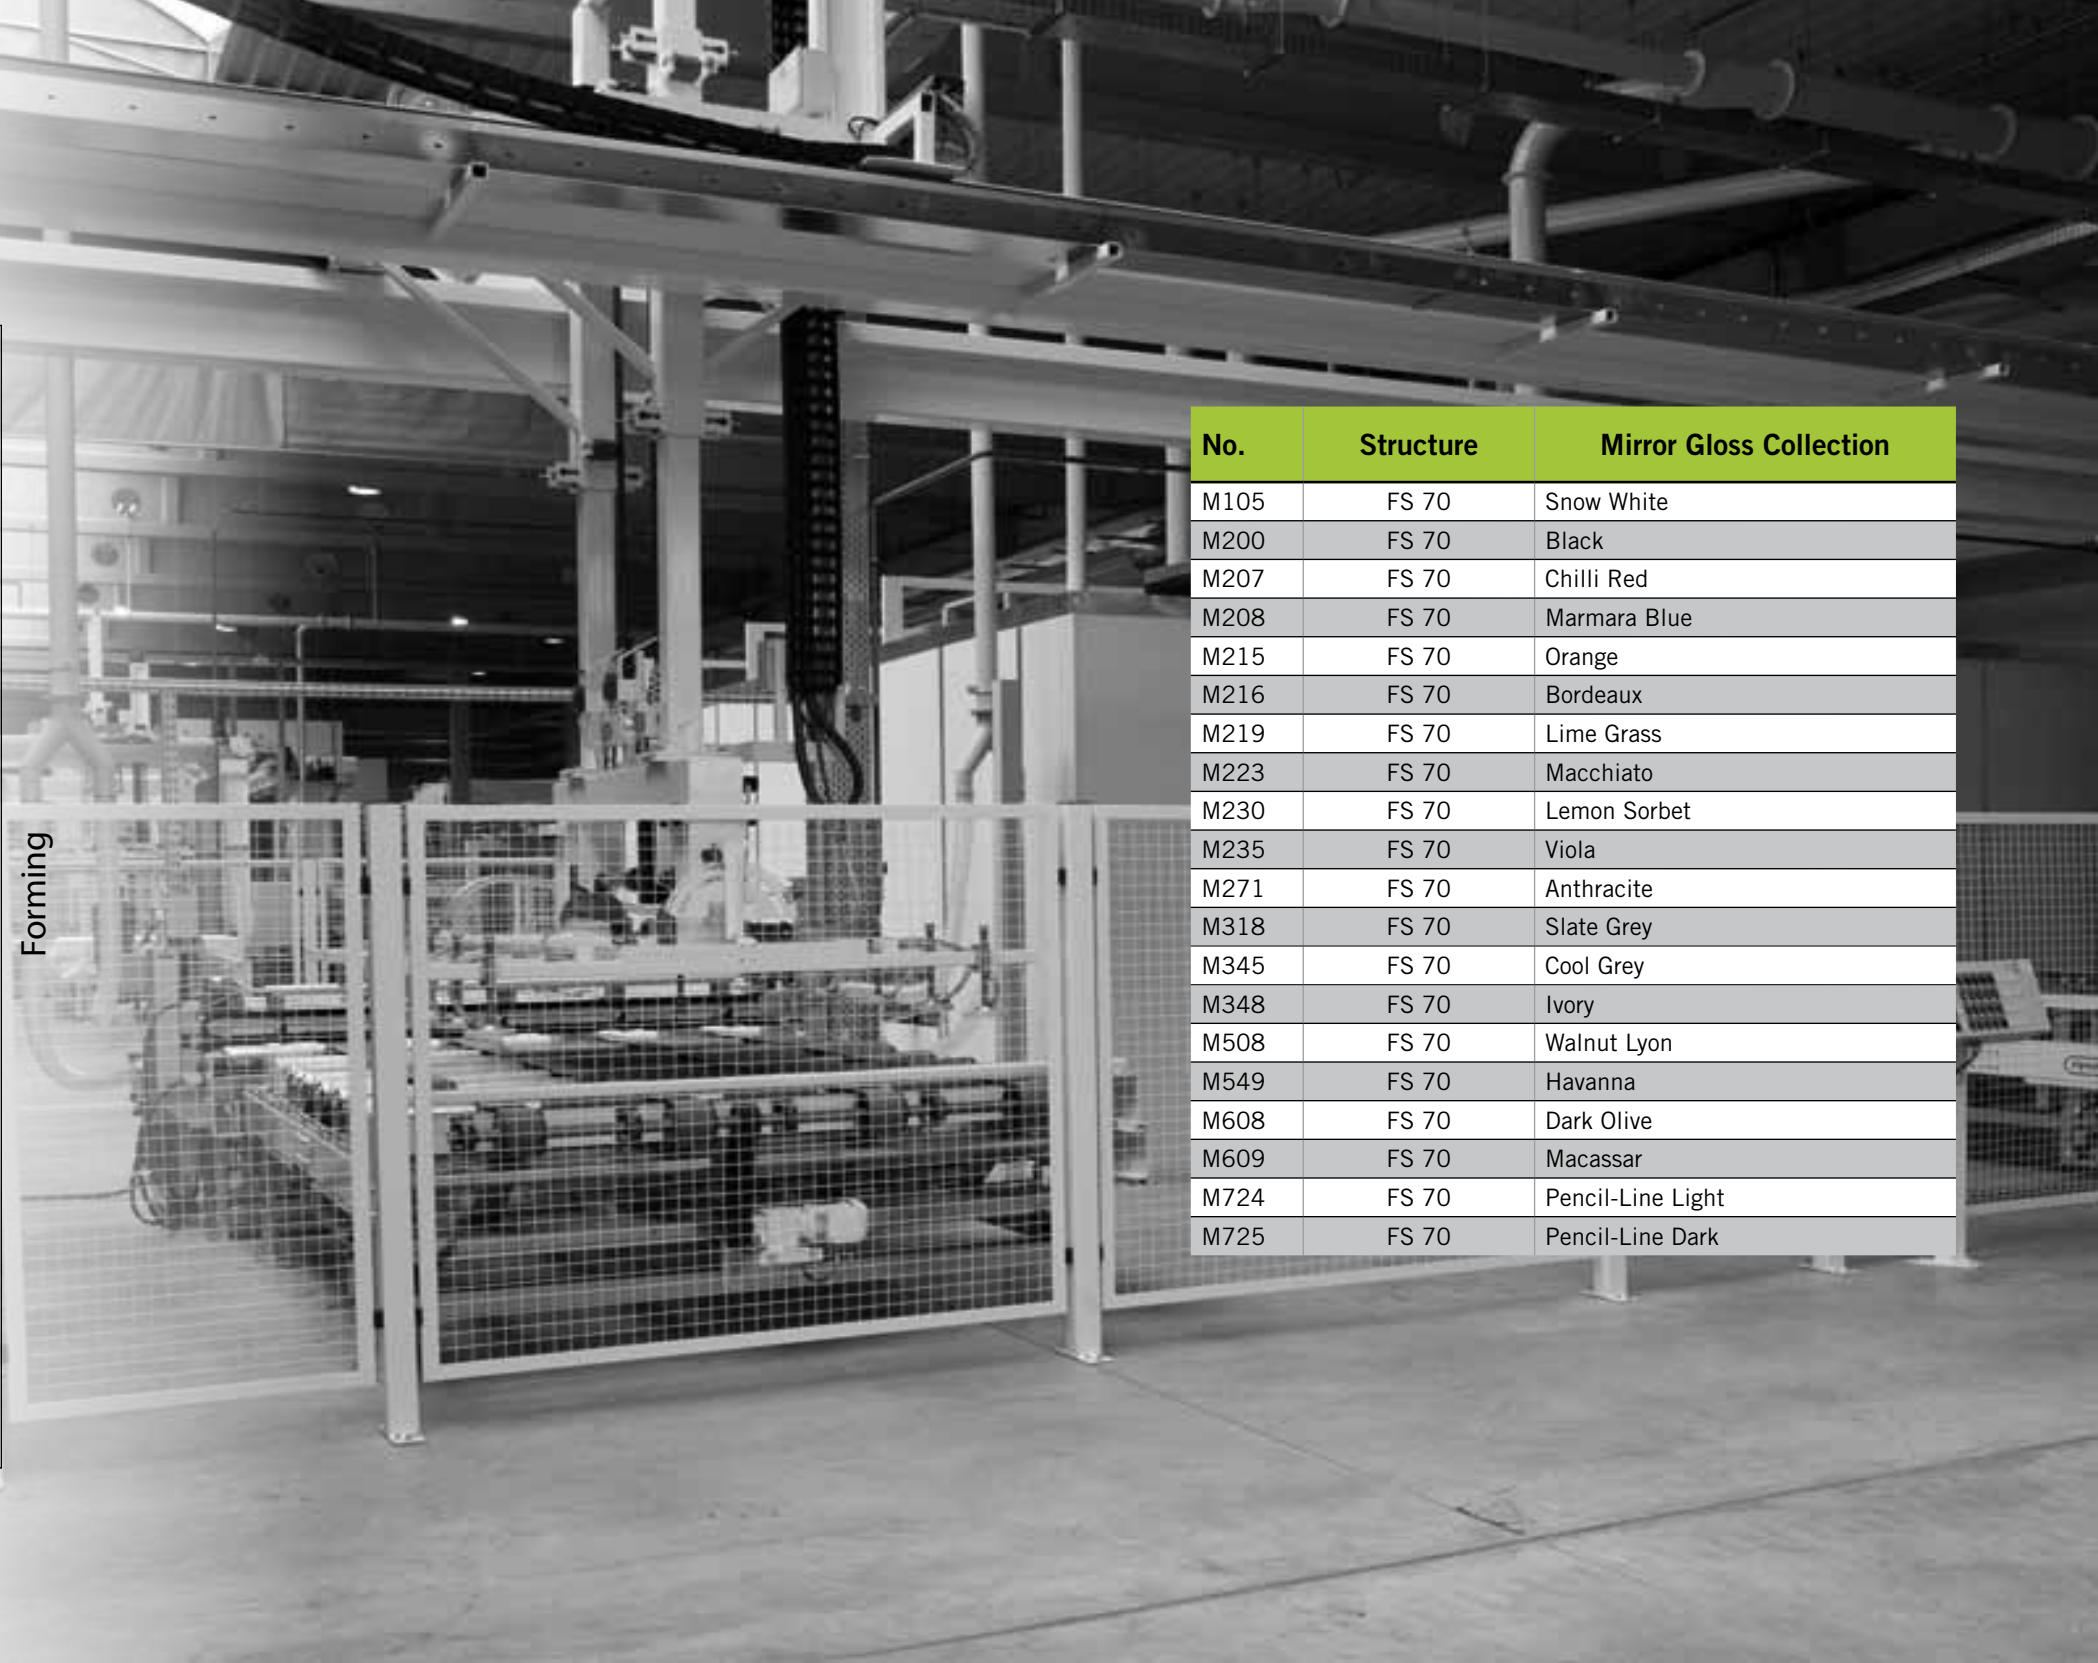 Forming
No. Structure Mirror Gloss Collection
M105 FS 70 Snow White
M200 FS 70 Black
M207 FS 70 Chilli Red
M208 FS 70 Marmara Blue
M215 FS 70 Orange
M216 FS 70 Bordeaux
M219 FS 70 Lime Grass
M223 FS 70 Macchiato
M230 FS 70 Lemon Sorbet
M235 FS 70 Viola
M271 FS 70 Anthracite
M318 FS 70 Slate Grey
M345 FS 70 Cool Grey
M348 FS 70 Ivory
M508 FS 70 Walnut Lyon
M549 FS 70 Havanna
M608 FS 70 Dark Olive
M609 FS 70 Macassar
M724 FS 70 Pencil-Line Light
M725 FS 70 Pencil-Line Dark